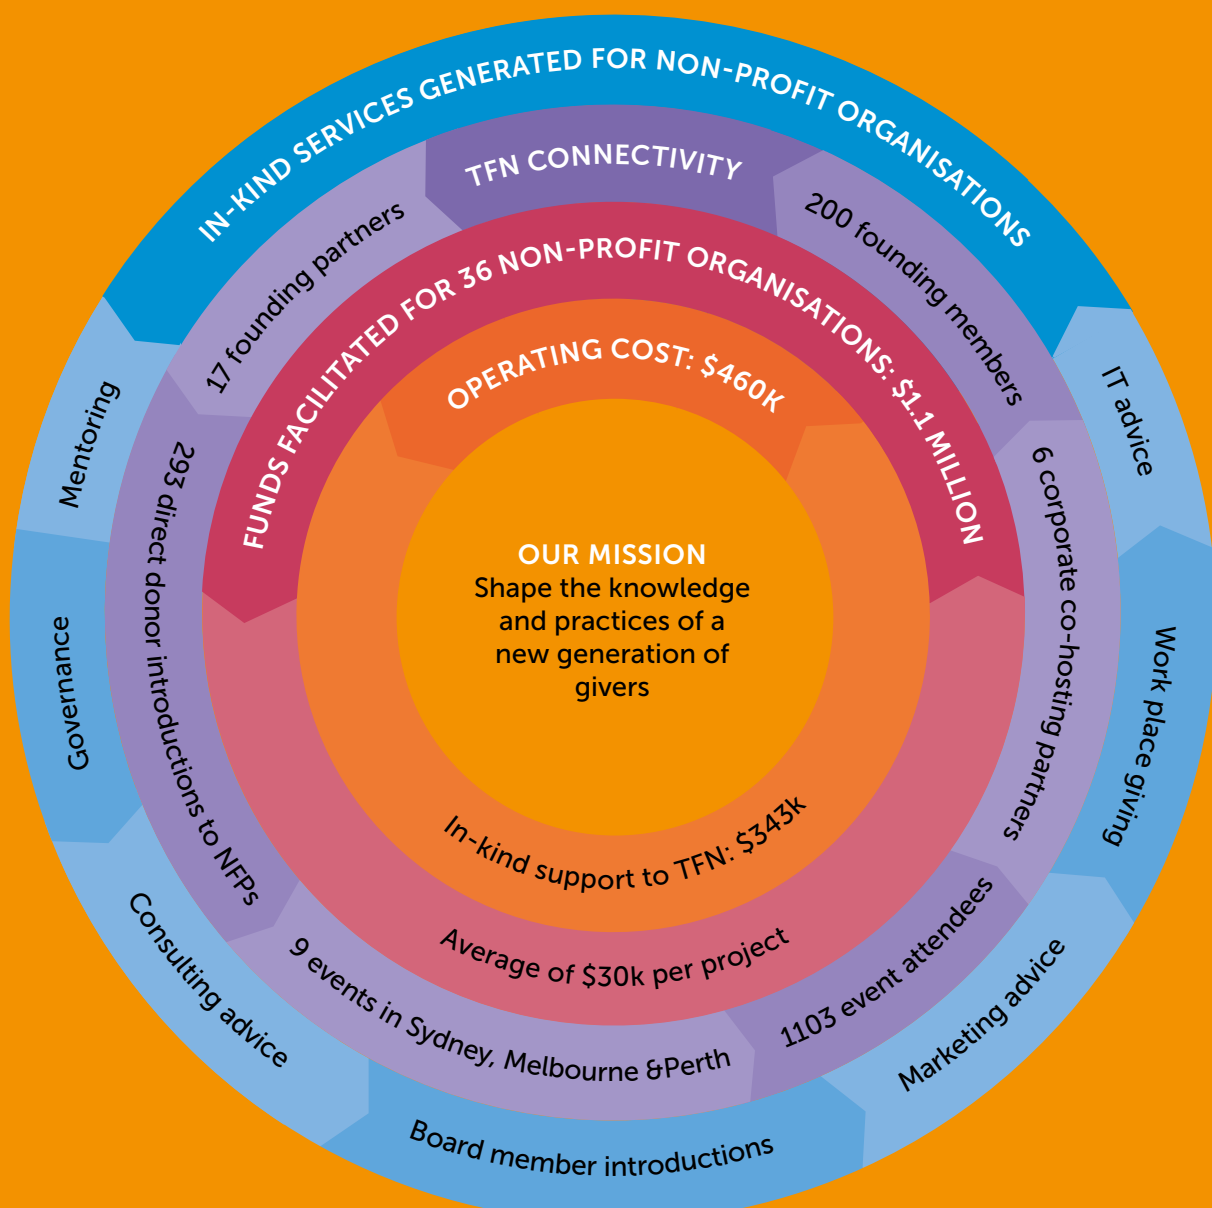 IN-KIND SERVICES GENERATED FOR NON-PROFIT ORGANISATIONS
IT advice
Work place giving
Marketing advice
Board member introductions
Consulting advice
Governance
Mentoring
TFN CONNECTIVITY
200 founding members
6 corporate co-hosting partners
1103 event attendees
9 events in Sydney, Melbourne &Perth
293 direct donor introductions to NFPs
17 founding partners
FUNDS FACILITATED FOR 36 NON-PROFIT ORGANISATIONS: $1.1 MILLION
Average of $30k per project
OPERATING COST: $460K
In-kind support to TFN: $343k
OUR MISSION
Shape the knowledge
and practices of a
new generation of
givers